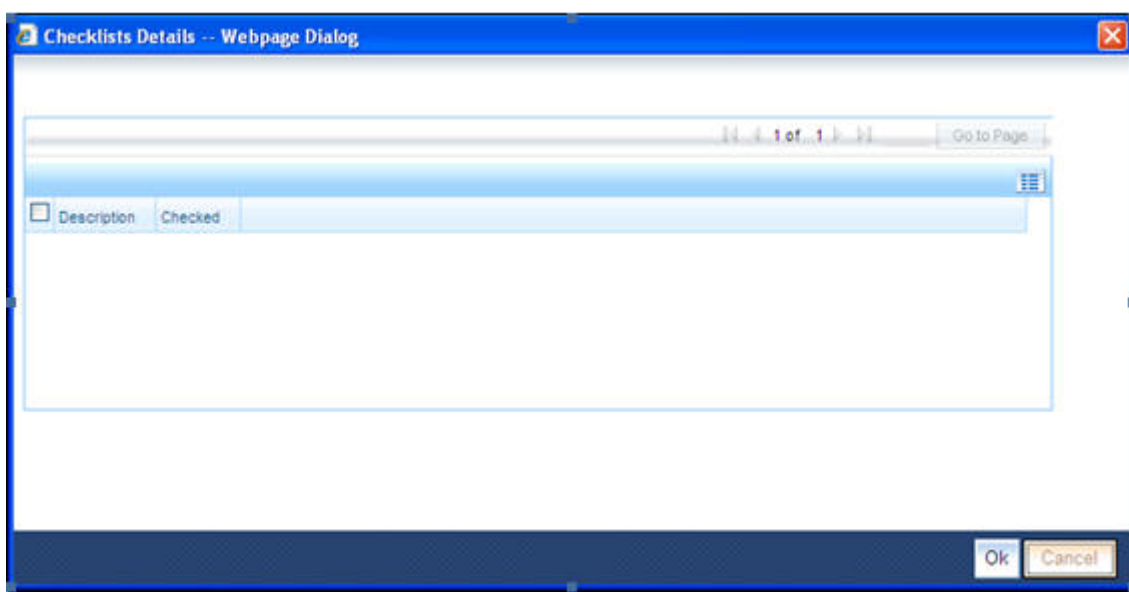 Checklists Details -- Webpage Dialog
1 of 1 Go to Page
Description Checked
Ok Cancel